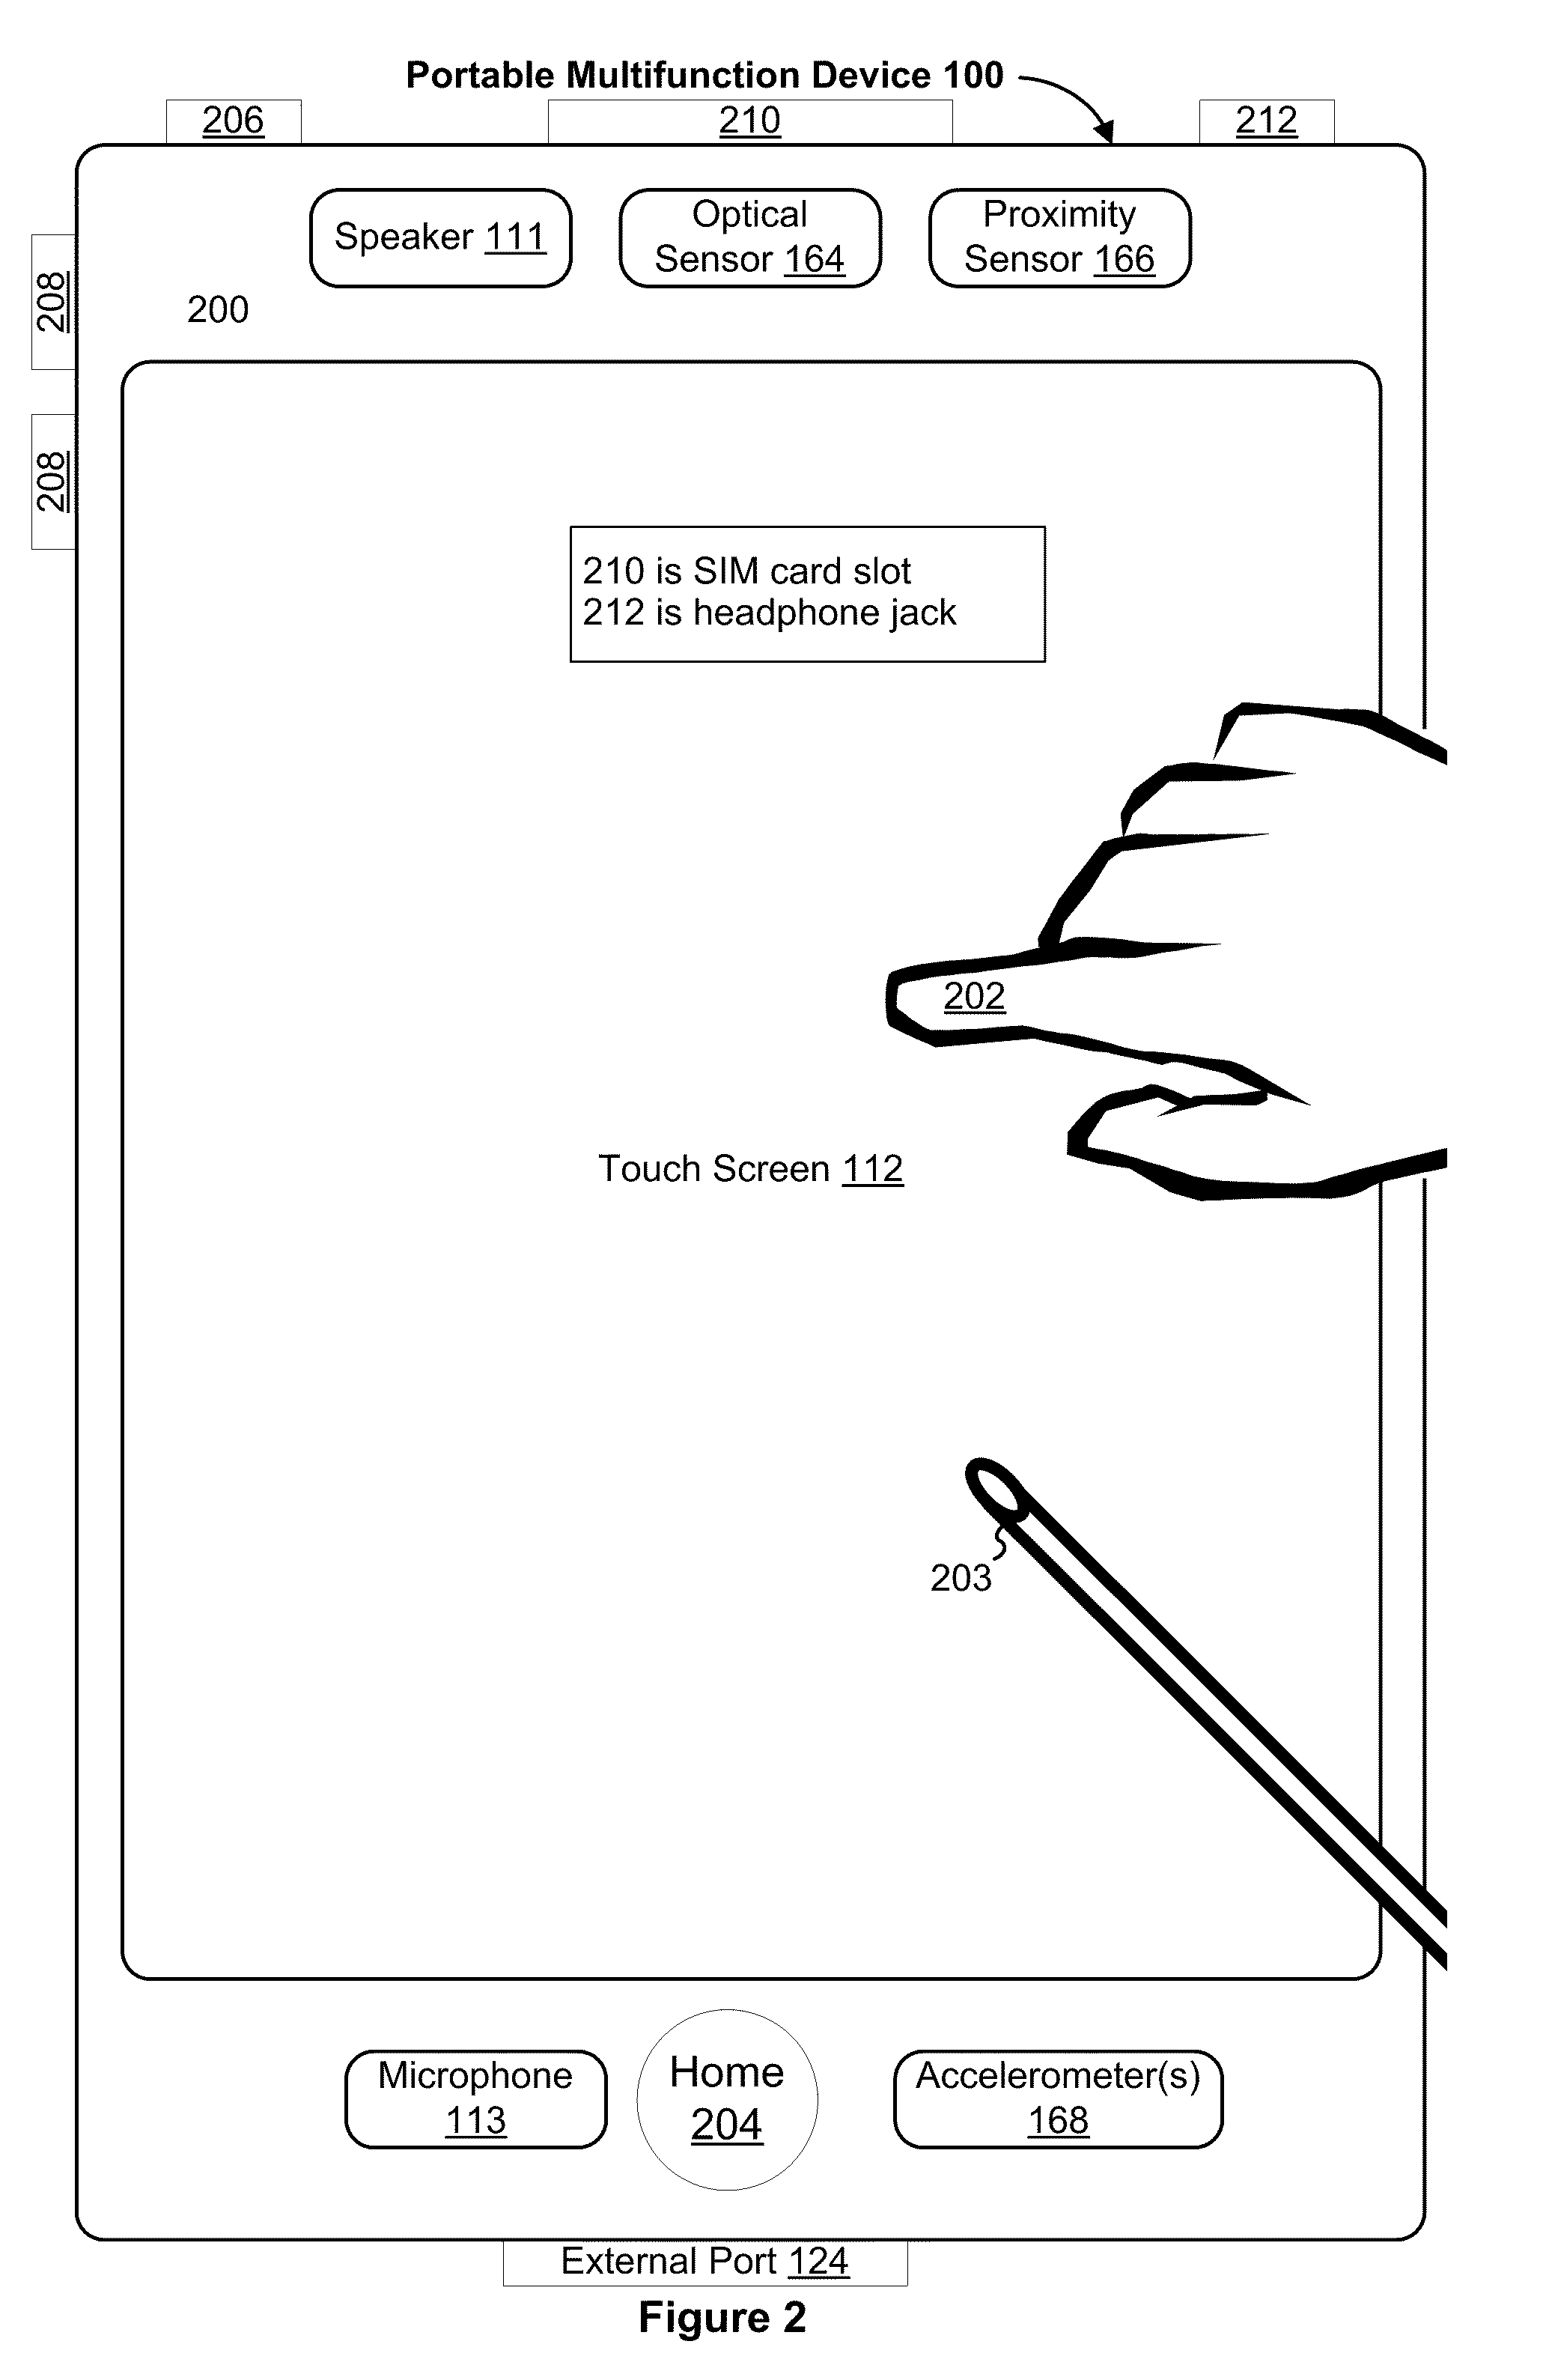 Portable Multifunction Device 100
206
210
212
Speaker 111
Optical
Sensor 164
Proximity
Sensor 166
208
200
208
210 is SIM card slot
212 is headphone jack
202
Touch Screen 112
203
Microphone
113
Home
204
Accelerometer(s)
168
External Port 124
Figure 2